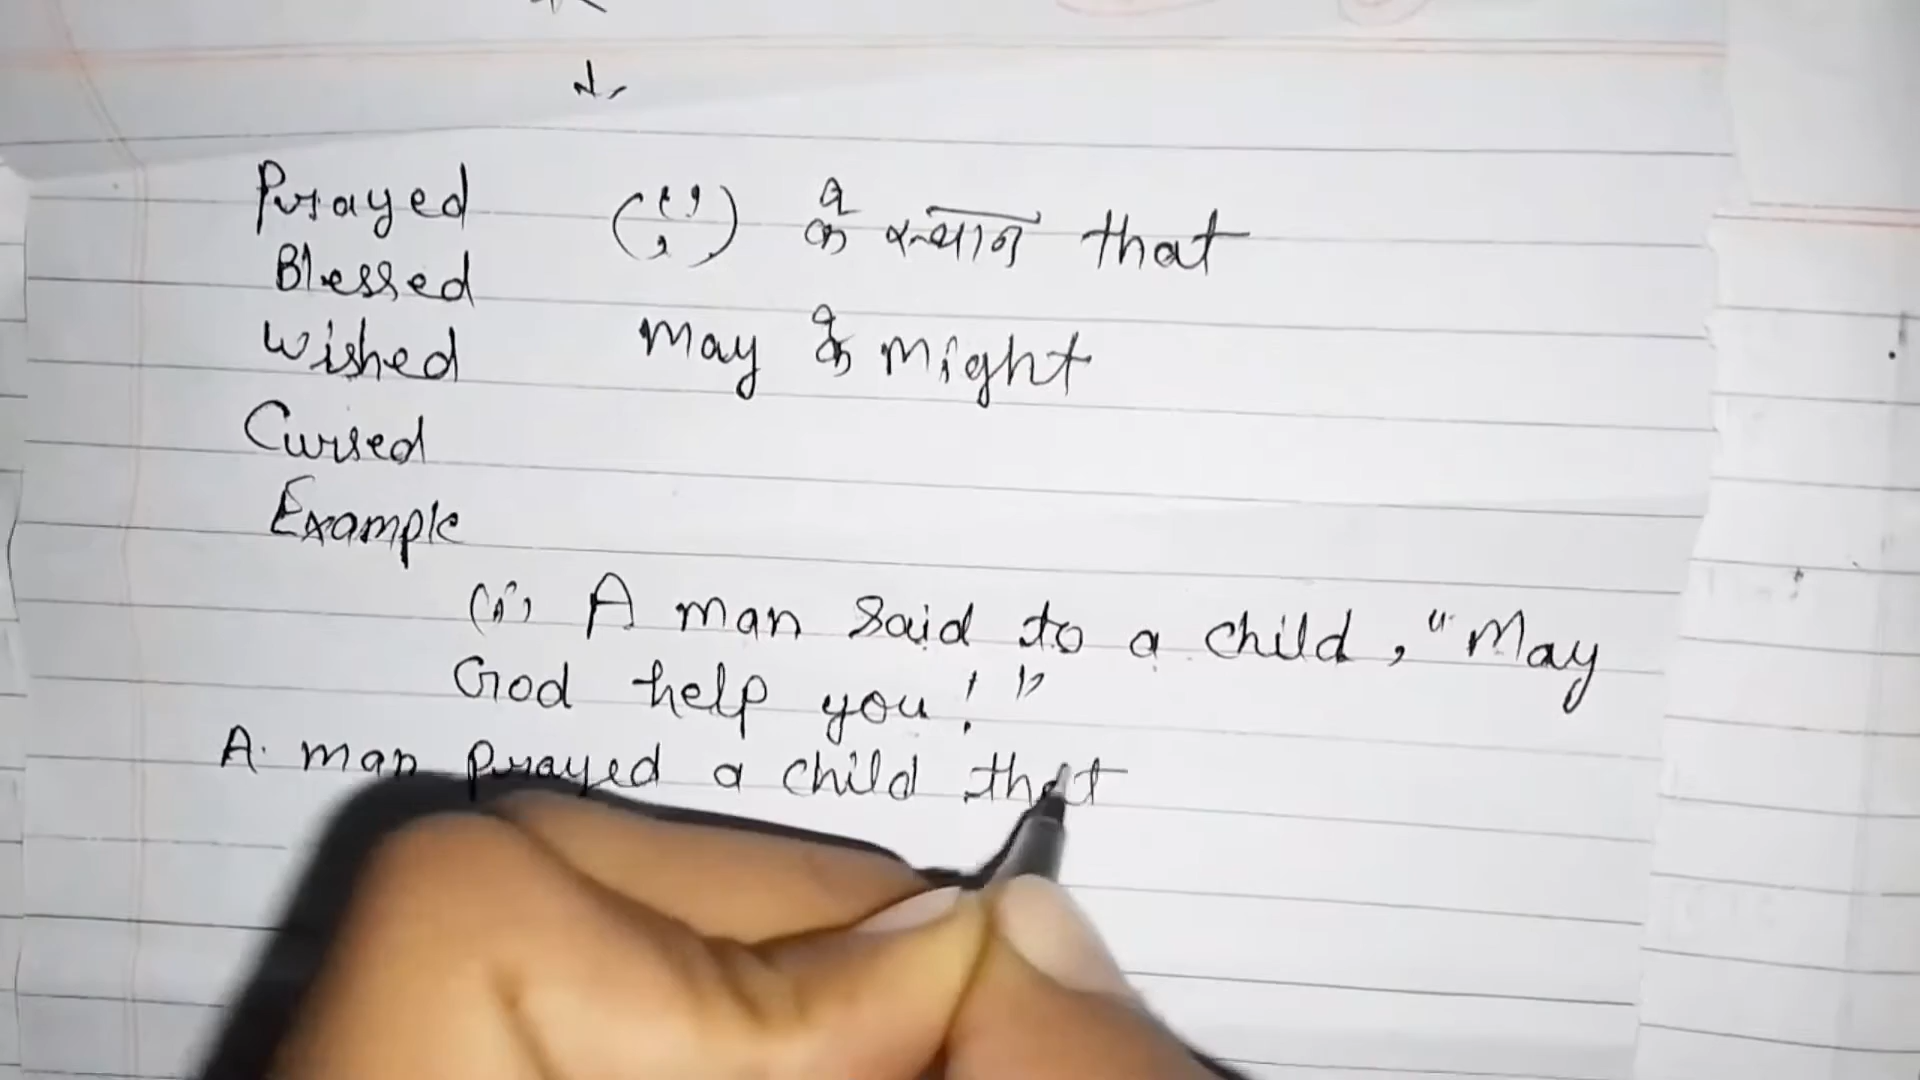 Prayed (" , ") के स्थान that
Blessed
Wished May के Might
Cursed
Example
(i) A man said to a child, "May
God help you!"
A man prayed a child that